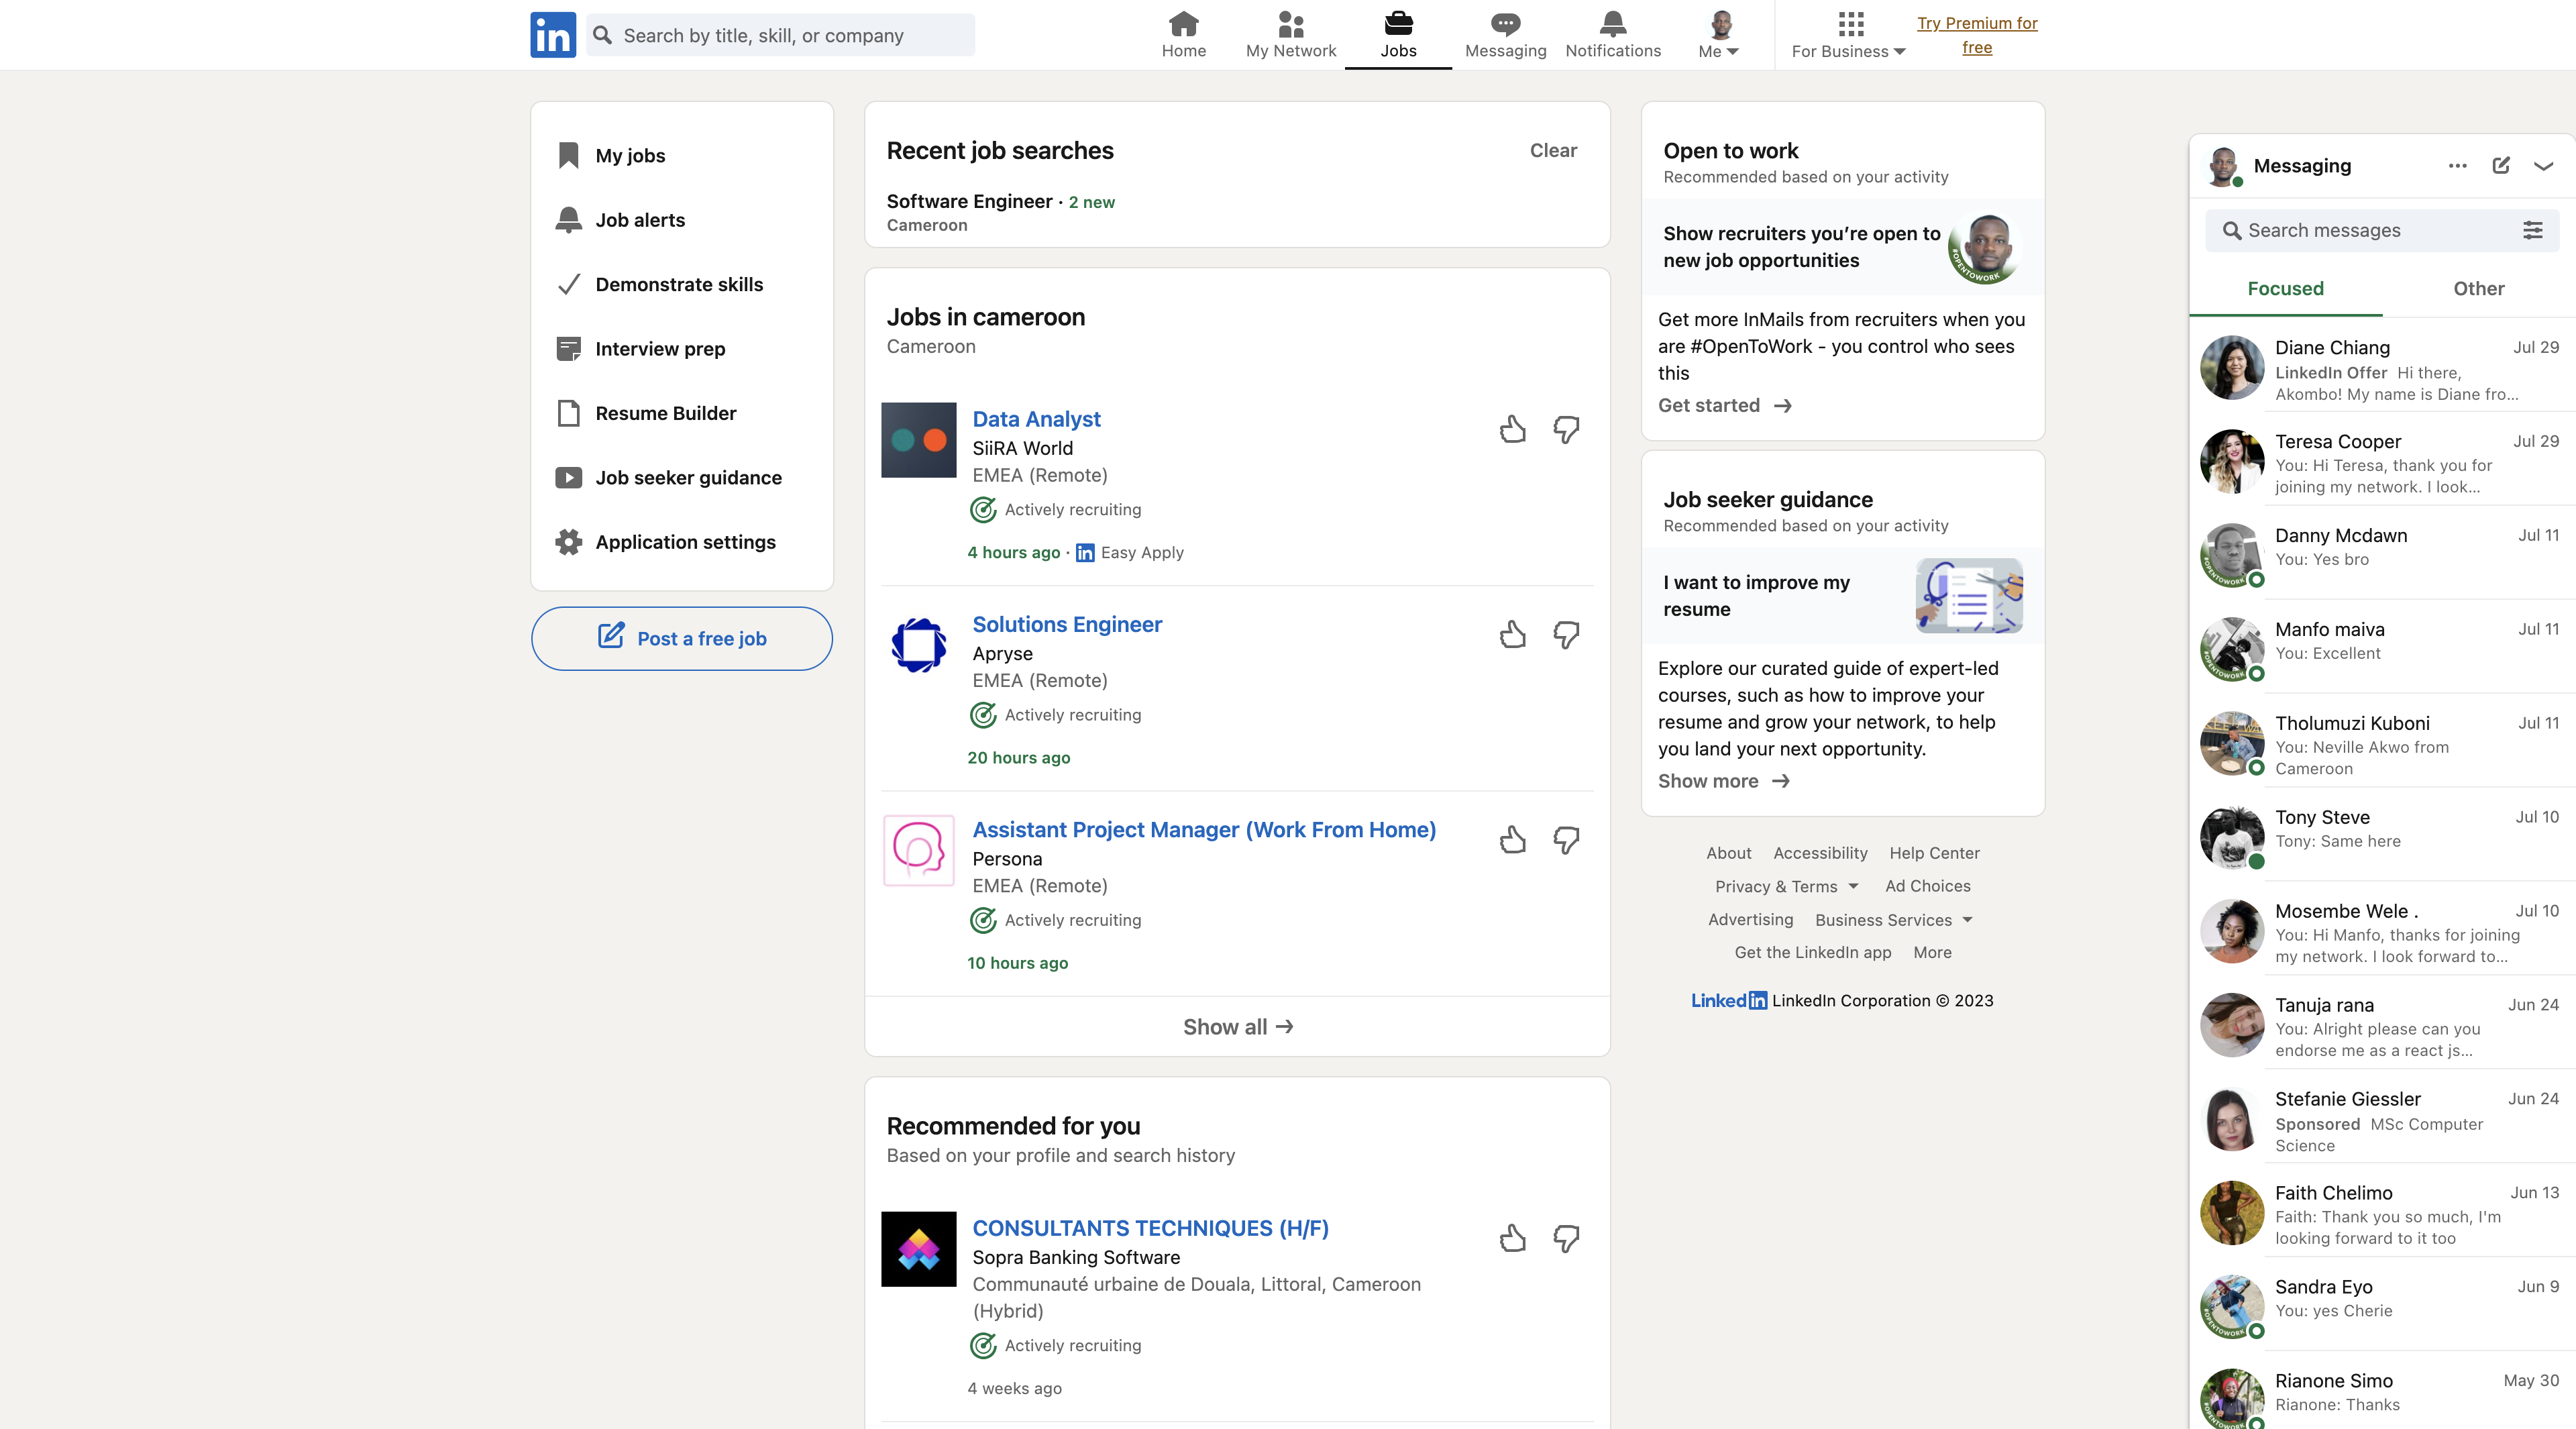 in
Search by title, skill, or company
Home
My Network
Jobs
Messaging
Notifications
Me
For Business
Try Premium for
free
My jobs
Job alerts
Demonstrate skills
Interview prep
Resume Builder
Job seeker guidance
Application settings
Post a free job
Recent job searches
Clear
Software Engineer · 2 new
Cameroon
Jobs in cameroon
Cameroon
Data Analyst
SiiRA World
EMEA (Remote)
Actively recruiting
4 hours ago · in Easy Apply
Solutions Engineer
Apryse
EMEA (Remote)
Actively recruiting
20 hours ago
Assistant Project Manager (Work From Home)
Persona
EMEA (Remote)
Actively recruiting
10 hours ago
Show all →
Recommended for you
Based on your profile and search history
CONSULTANTS TECHNIQUES (H/F)
Sopra Banking Software
Communauté urbaine de Douala, Littoral, Cameroon
(Hybrid)
Actively recruiting
4 weeks ago
Open to work
Recommended based on your activity
Show recruiters you’re open to
new job opportunities
#OPENTOWORK
Get more InMails from recruiters when you
are #OpenToWork - you control who sees
this
Get started →
Job seeker guidance
Recommended based on your activity
I want to improve my
resume
Explore our curated guide of expert-led
courses, such as how to improve your
resume and grow your network, to help
you land your next opportunity.
Show more →
About Accessibility Help Center
Privacy & Terms Ad Choices
Advertising Business Services
Get the LinkedIn app More
Linkedin LinkedIn Corporation © 2023
Messaging
Search messages
Focused
Other
Diane Chiang Jul 29
LinkedIn Offer Hi there,
Akombo! My name is Diane fro...
Teresa Cooper Jul 29
You: Hi Teresa, thank you for
joining my network. I look...
Danny Mcdawn Jul 11
You: Yes bro
#OPENTOWORK
Manfo maiva Jul 11
You: Excellent
#OPENTOWORK
Tholumuzi Kuboni Jul 11
You: Neville Akwo from
Cameroon
Tony Steve Jul 10
Tony: Same here
Mosembe Wele . Jul 10
You: Hi Manfo, thanks for joining
my network. I look forward to...
Tanuja rana Jun 24
You: Alright please can you
endorse me as a react js...
Stefanie Giessler Jun 24
Sponsored MSc Computer
Science
Faith Chelimo Jun 13
Faith: Thank you so much, I'm
looking forward to it too
Sandra Eyo Jun 9
You: yes Cherie
#OPENTOWORK
Rianone Simo May 30
Rianone: Thanks